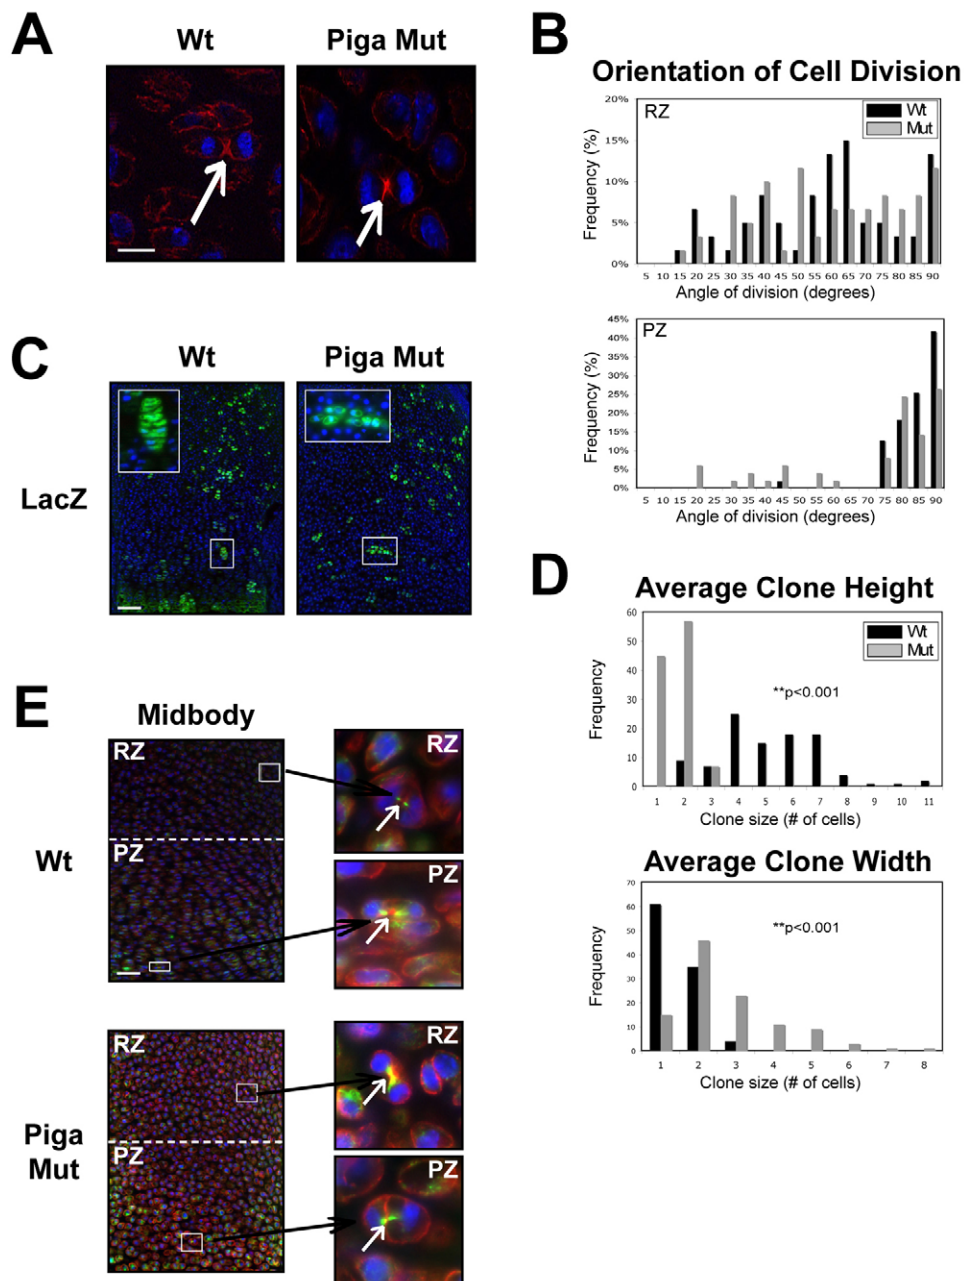 A
Wt
Piga Mut
B
Orientation of Cell Division
20%
15%
10%
5%
0%
RZ
Wt
Mut
Frequency (%)
5 10 15 20 25 30 35 40 45 50 55 60 65 70 75 80 85 90
Angle of division (degrees)
45%
40%
35%
30%
25%
20%
15%
10%
5%
0%
PZ
Frequency (%)
5 10 15 20 25 30 35 40 45 50 55 60 65 70 75 80 85 90
Angle of division (degrees)
C
Wt
Piga Mut
LacZ
D
Average Clone Height
60
50
40
30
20
10
0
Wt
Mut
**p<0.001
Frequency
1 2 3 4 5 6 7 8 9 10 11
Clone size (# of cells)
Average Clone Width
70
60
50
40
30
20
10
0
**p<0.001
Frequency
1 2 3 4 5 6 7 8
Clone size (# of cells)
E
Midbody
RZ
PZ
Wt
RZ
PZ
RZ
PZ
Piga
Mut
RZ
PZ